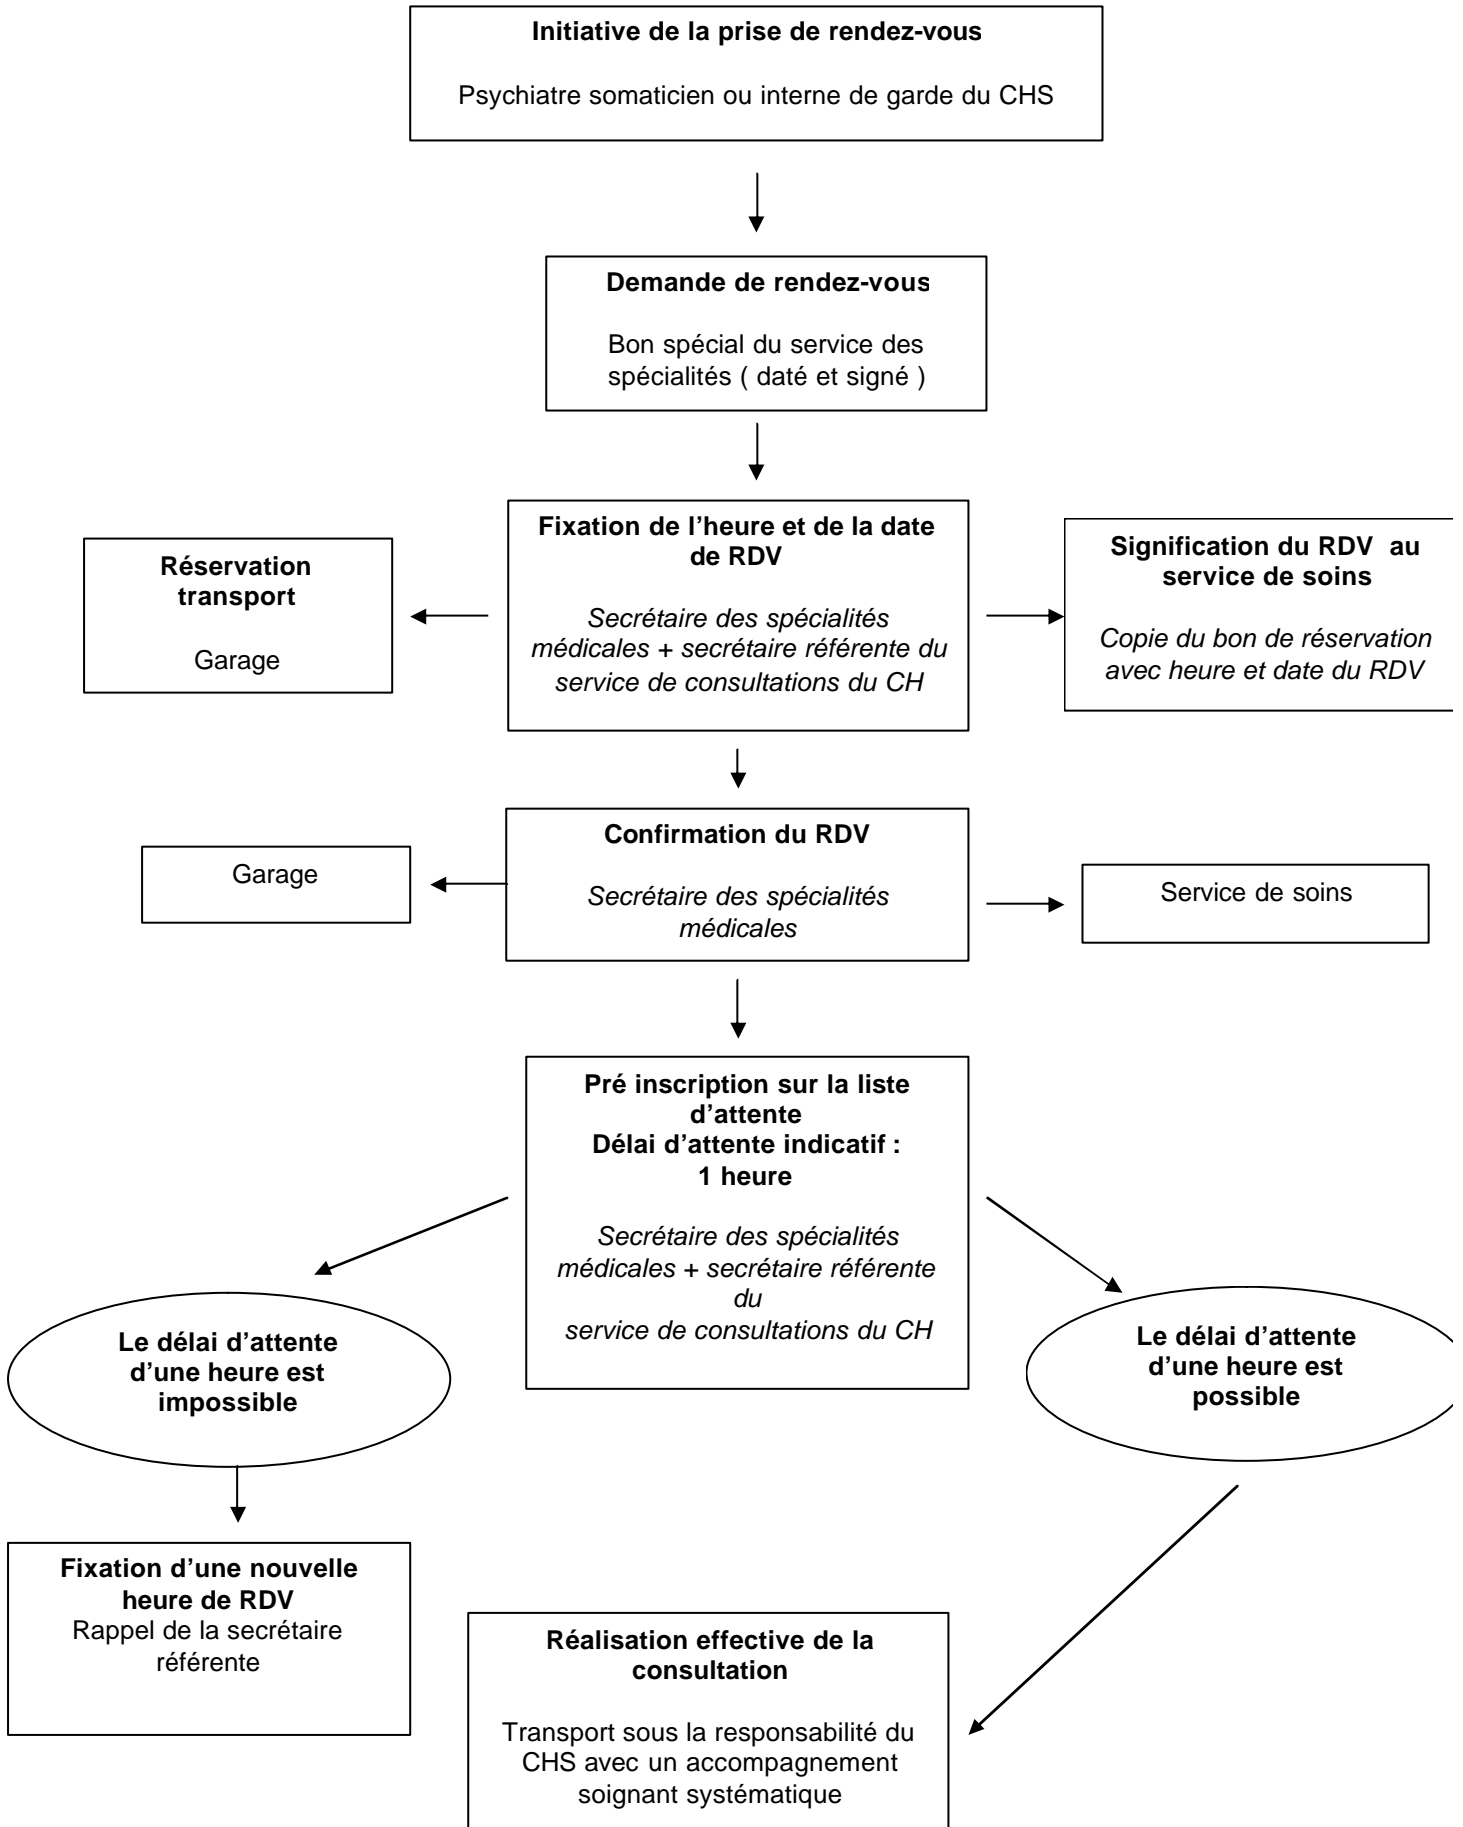 Initiative de la prise de rendez-vous
Psychiatre somaticien ou interne de garde du CHS
Demande de rendez-vous
Bon spécial du service des
spécialités ( daté et signé )
Réservation
transport
Garage
Fixation de l’heure et de la date
de RDV
Secrétaire des spécialités
médicales + secrétaire référente du
service de consultations du CH
Signification du RDV au
service de soins
Copie du bon de réservation
avec heure et date du RDV
Garage
Confirmation du RDV
Secrétaire des spécialités
médicales
Service de soins
Pré inscription sur la liste
d’attente
Délai d’attente indicatif :
1 heure
Secrétaire des spécialités
médicales + secrétaire référente
du
service de consultations du CH
Le délai d’attente
d’une heure est
impossible
Le délai d’attente
d’une heure est
possible
Fixation d’une nouvelle
heure de RDV
Rappel de la secrétaire
référente
Réalisation effective de la
consultation
Transport sous la responsabilité du
CHS avec un accompagnement
soignant systématique